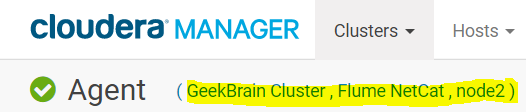 cloudera MANAGER Clusters Hosts
Agent ( GeekBrain Cluster , Flume NetCat , node2 )